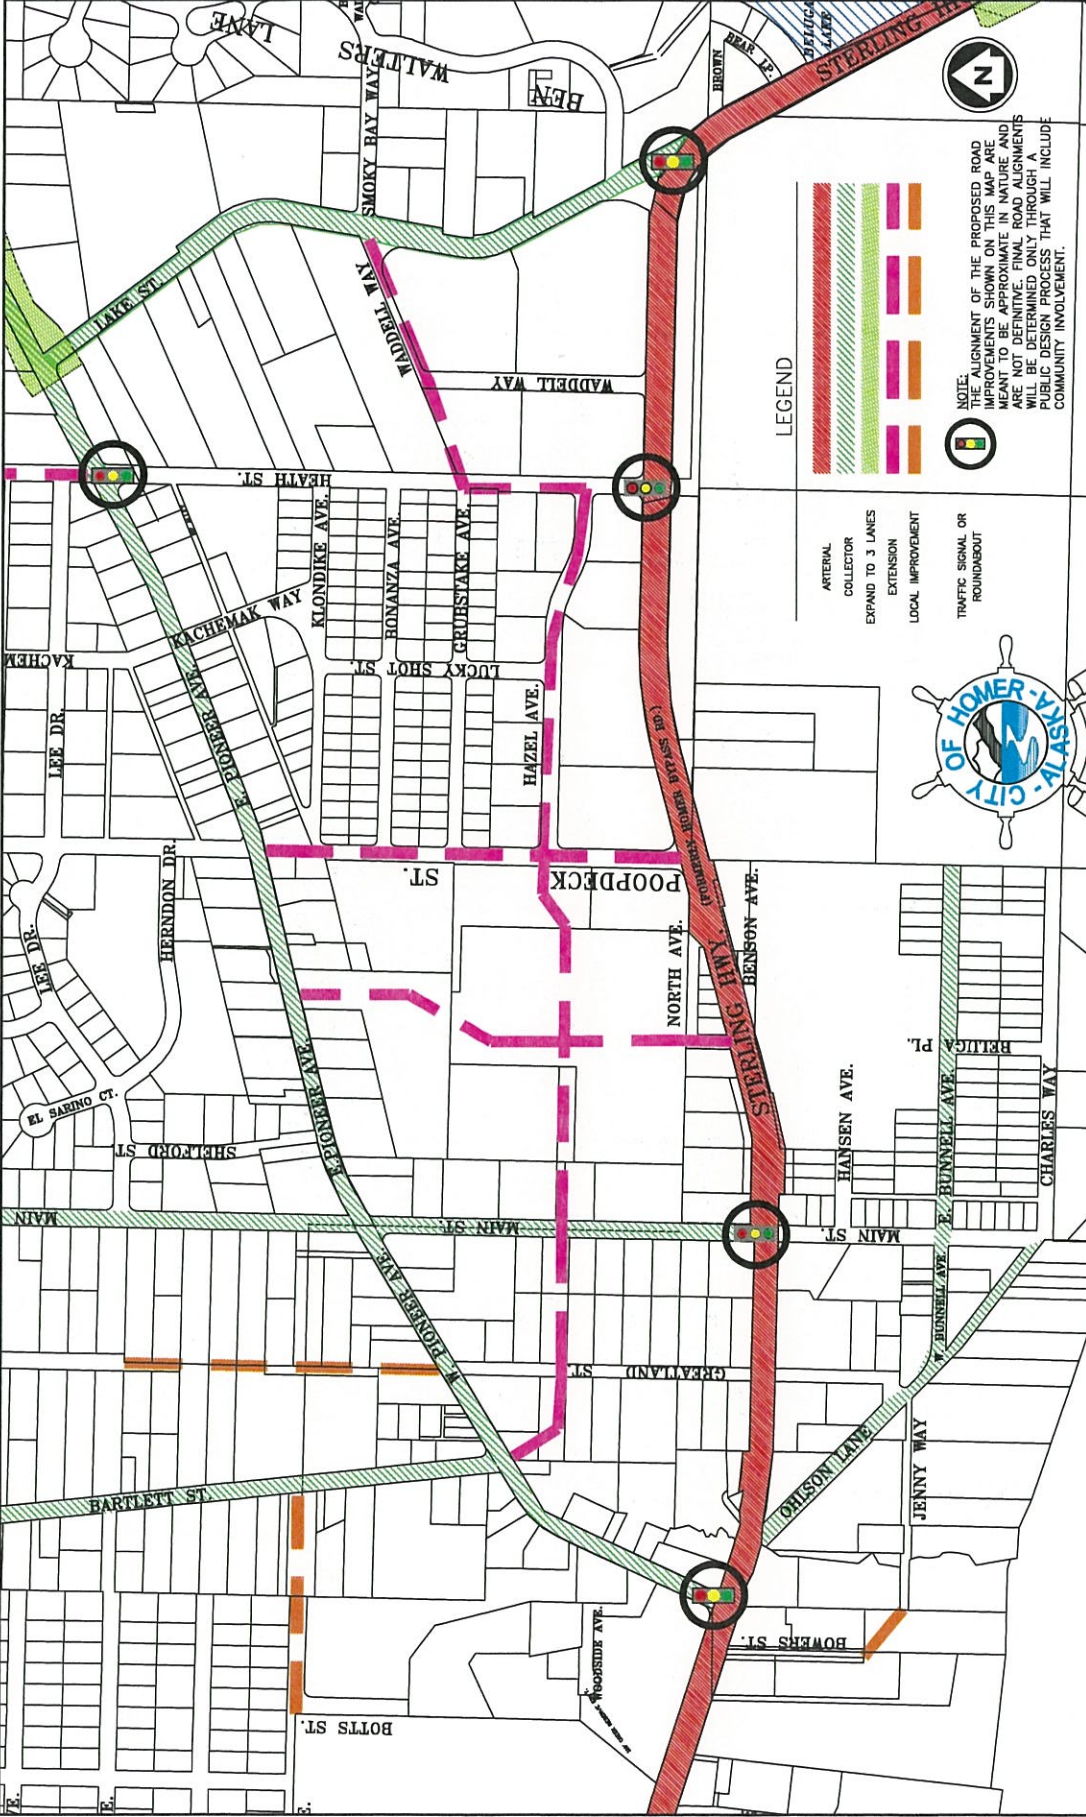 LANE
WALTERS
BEN
SMOKY BAY WAY
BROWN
BEAR LP.
BELUGA
LAKE
STERLING H
LAKE ST.
WADDELL WAY
WADDELL WAY
HEATH ST.
KLONDIKE AVE.
BONANZA AVE.
GRUBSTAKE AVE.
KACHEMAK WAY
LUCKY SHOT ST.
KACHEM
LEE DR.
E. PIONEER AVE.
HAZEL AVE.
POOPDECK
ST.
(FORMERLY HOMER BYPASS RD.)
LEE DR.
HERNDON DR.
NORTH AVE.
STERLING HWY.
BENSON AVE.
EL SARINO CT.
SHELFORD ST
E. PIONEER AVE.
BELUGA PL.
HANSEN AVE.
E. BUNNELL AVE.
CHARLES WAY
MAIN
MAIN ST.
MAIN ST.
W. PIONEER AVE.
GREATLAND ST.
W. BUNNELL AVE.
BARTLETT ST.
OHLSON LANE
JENNY WAY
WOODSIDE AVE.
BOWERS ST.
BOTTS ST.
VE.
E.
E.
LEGEND
ARTERIAL
COLLECTOR
EXPAND TO 3 LANES
EXTENSION
LOCAL IMPROVEMENT
TRAFFIC SIGNAL OR
ROUNDABOUT
NOTE:
THE ALIGNMENT OF THE PROPOSED ROAD
IMPROVEMENTS SHOWN ON THIS MAP ARE
MEANT TO BE APPROXIMATE IN NATURE AND
ARE NOT DEFINITIVE. FINAL ROAD ALIGNMENTS
WILL BE DETERMINED ONLY THROUGH A
PUBLIC DESIGN PROCESS THAT WILL INCLUDE
COMMUNITY INVOLVEMENT.
N
CITY OF HOMER - ALASKA -